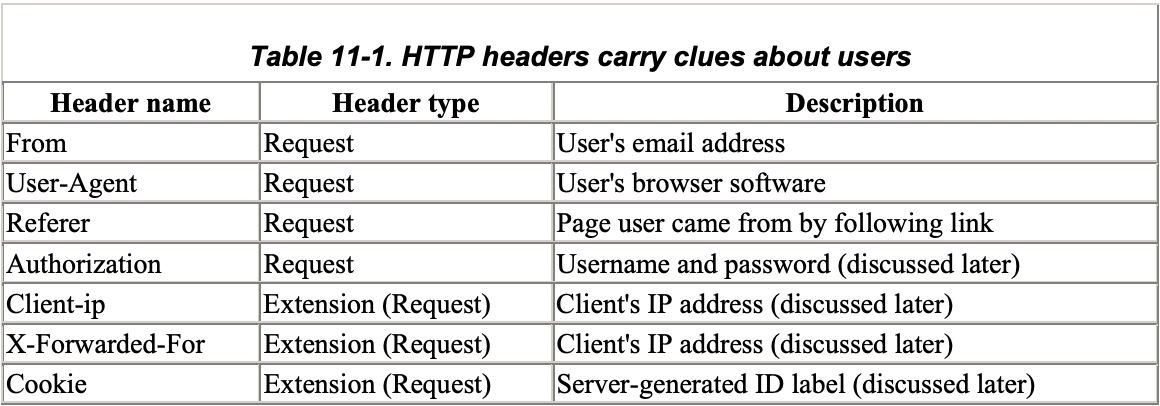 Table 11-1. HTTP headers carry clues about users
Header name Header type Description
From Request User's email address
User-Agent Request User's browser software
Referer Request Page user came from by following link
Authorization Request Username and password (discussed later)
Client-ip Extension (Request) Client's IP address (discussed later)
X-Forwarded-For Extension (Request) Client's IP address (discussed later)
Cookie Extension (Request) Server-generated ID label (discussed later)